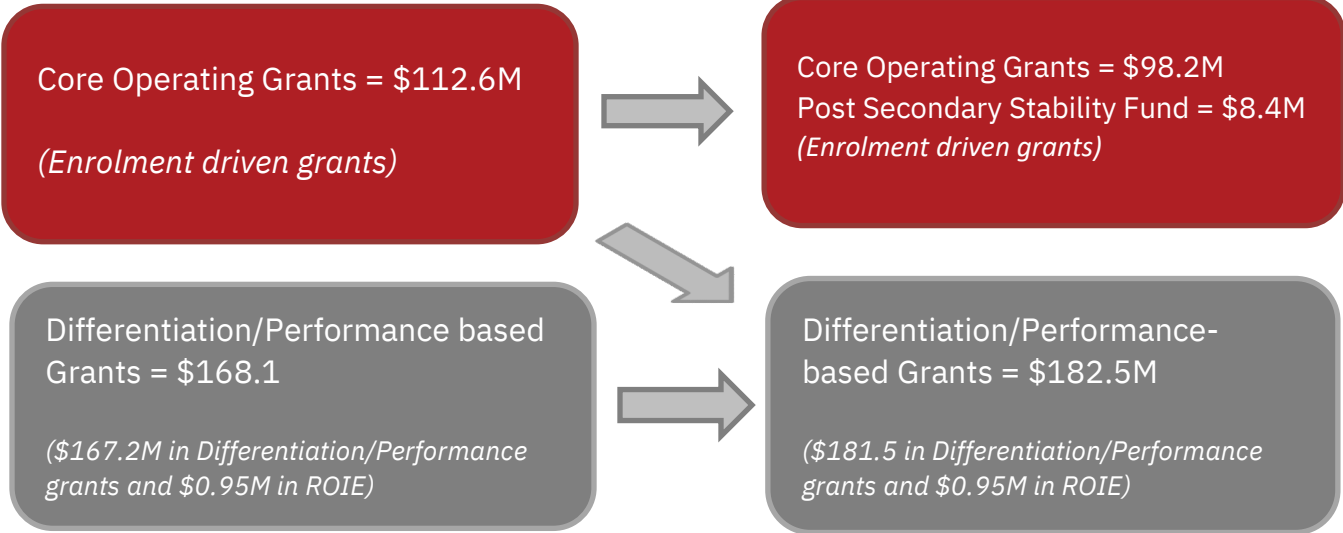 Core Operating Grants = $112.6M
(Enrolment driven grants)
Core Operating Grants = $98.2M
Post Secondary Stability Fund = $8.4M
(Enrolment driven grants)
Differentiation/Performance based
Grants = $168.1
($167.2M in Differentiation/Performance
grants and $0.95M in ROIE)
Differentiation/Performance-
based Grants = $182.5M
($181.5 in Differentiation/Performance
grants and $0.95M in ROIE)